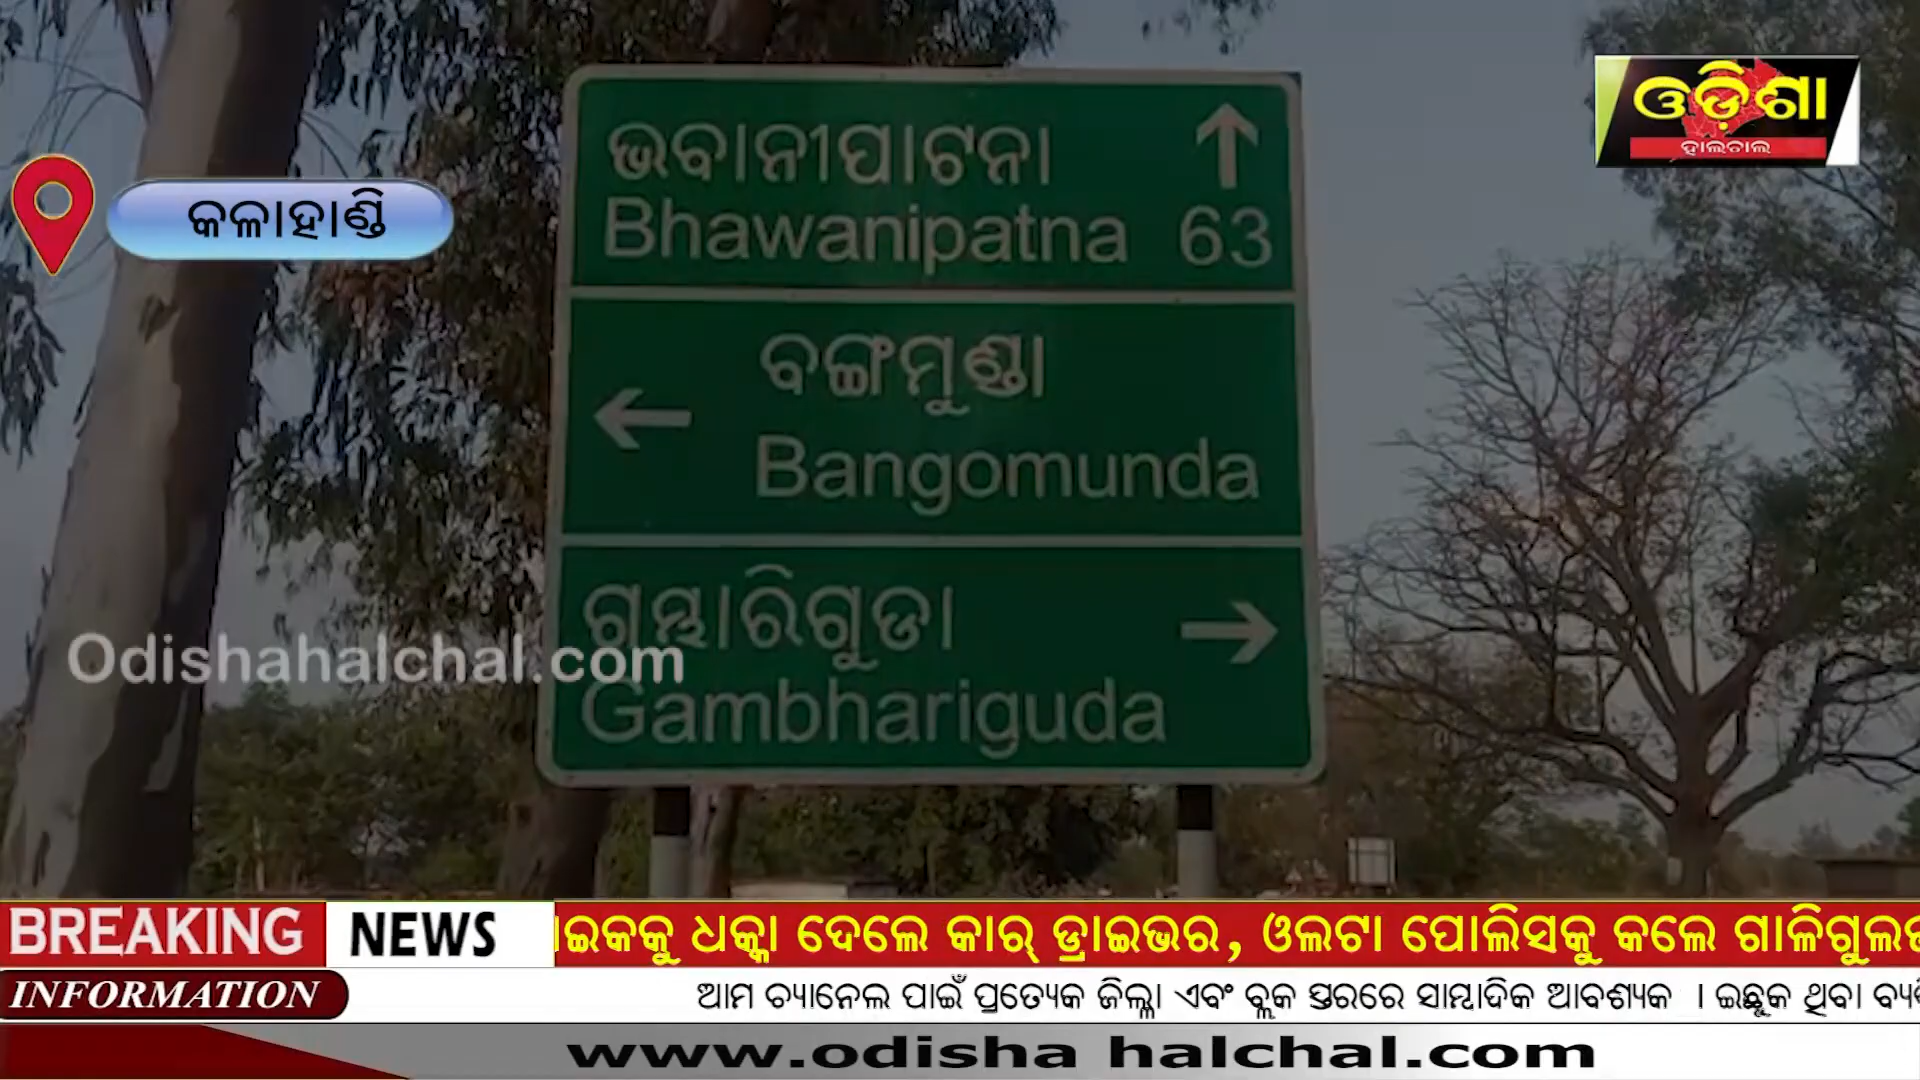 ଓଡ଼ିଶା
ହାଲଚାଲ
କଳାହାଣ୍ଡି
ଭବାନୀପାଟନା
Bhawanipatna 63
ବଙ୍ଗମୁଣ୍ଡା
Bangomunda
ଗମ୍ଭାରିଗୁଡା
Gambhariguda
Odishahalchal.com
BREAKING NEWS ାଇକକୁ ଧକ୍କା ଦେଲେ କାର୍ ଡ୍ରାଇଭର, ଓଲଟା ପୋଲିସକୁ କଲେ ଗାଳିଗୁଲଜ
INFORMATION ଆମ ଚ୍ୟାନେଲ ପାଇଁ ପ୍ରତ୍ୟେକ ଜିଲ୍ଲା ଏବଂ ବ୍ଲକ ସ୍ତରରେ ସାମ୍ବାଦିକ ଆବଶ୍ୟକ । ଇଚ୍ଛୁକ ଥିବା
www.odisha halchal.com